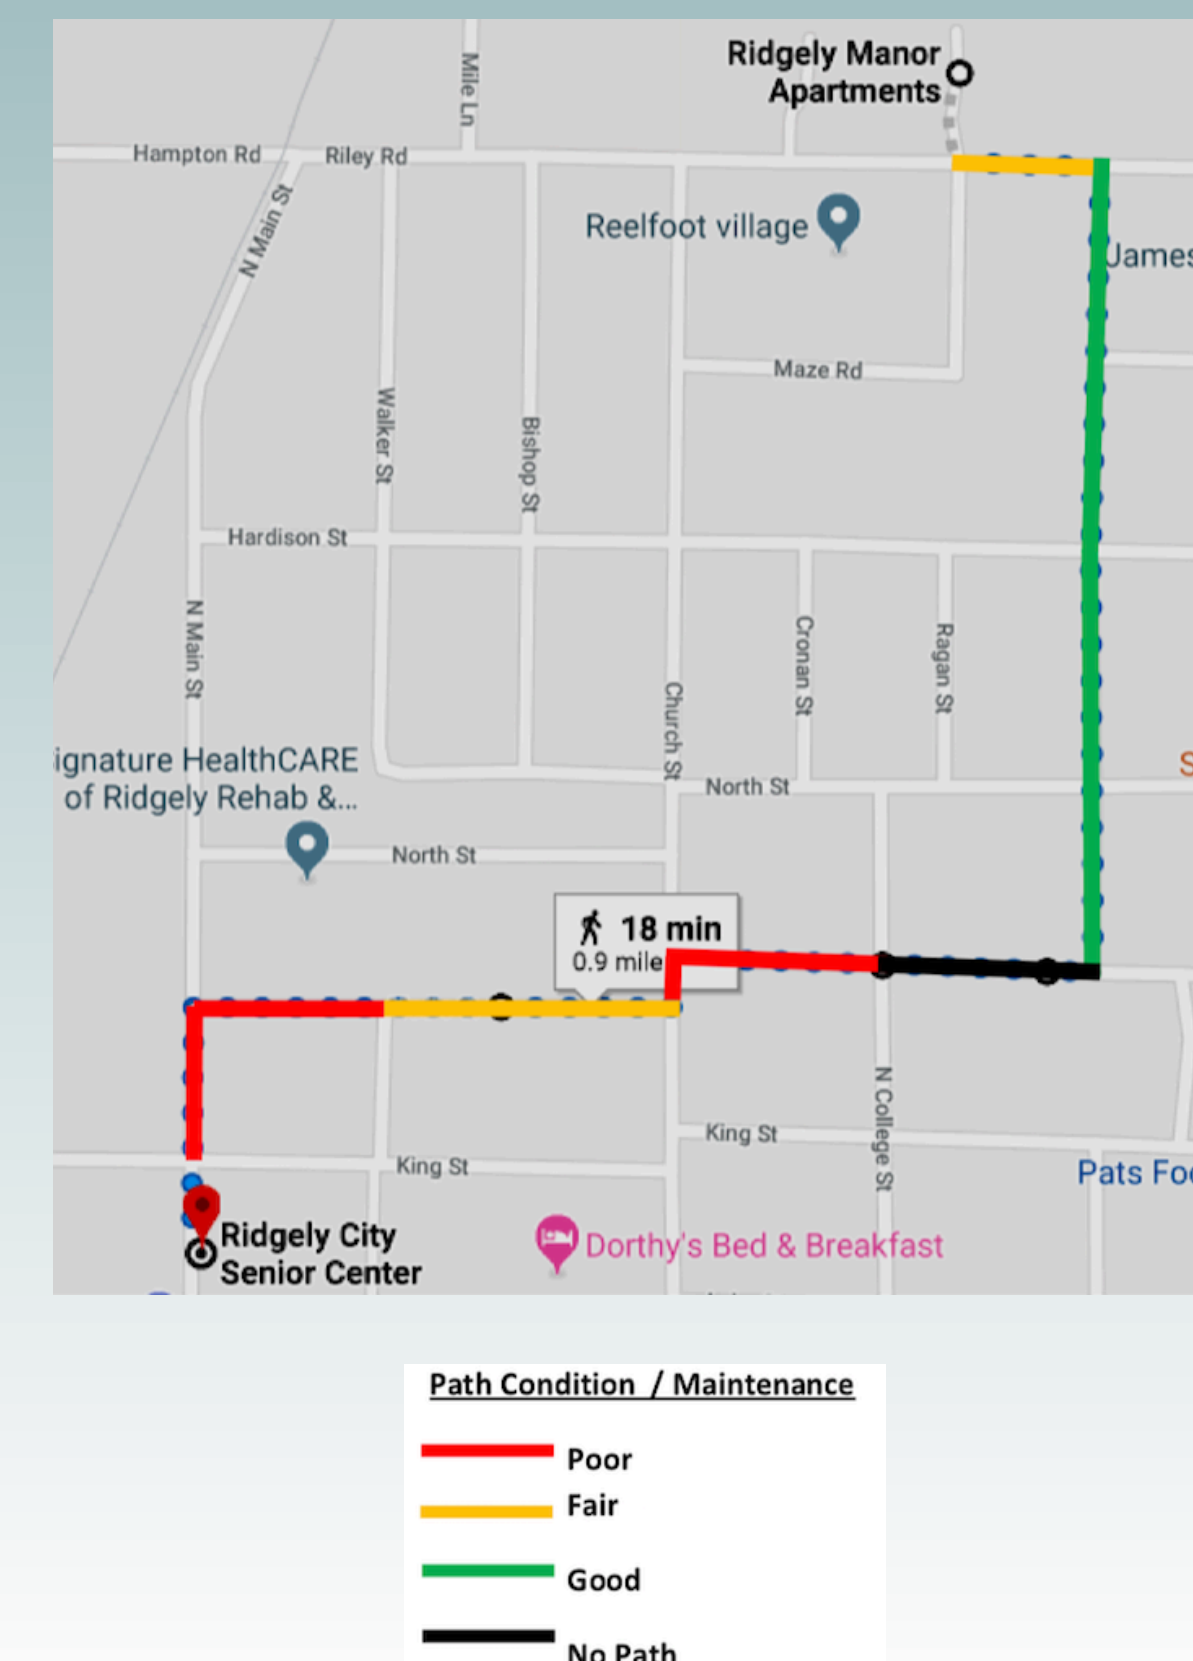 Ridgely Manor
Apartments
Mile Ln
Hampton Rd
Riley Rd
N Main St
Reelfoot village
James
Maze Rd
Walker St
Bishop St
Hardison St
N Main St
Cronan St
Ragan St
Church St
ignature HealthCARE
of Ridgely Rehab &...
North St
S
North St
18 min
0.9 mile
N College St
King St
King St
Pats Foo
Ridgely City
Senior Center
Dorthy's Bed & Breakfast
Path Condition / Maintenance
Poor
Fair
Good
No Path